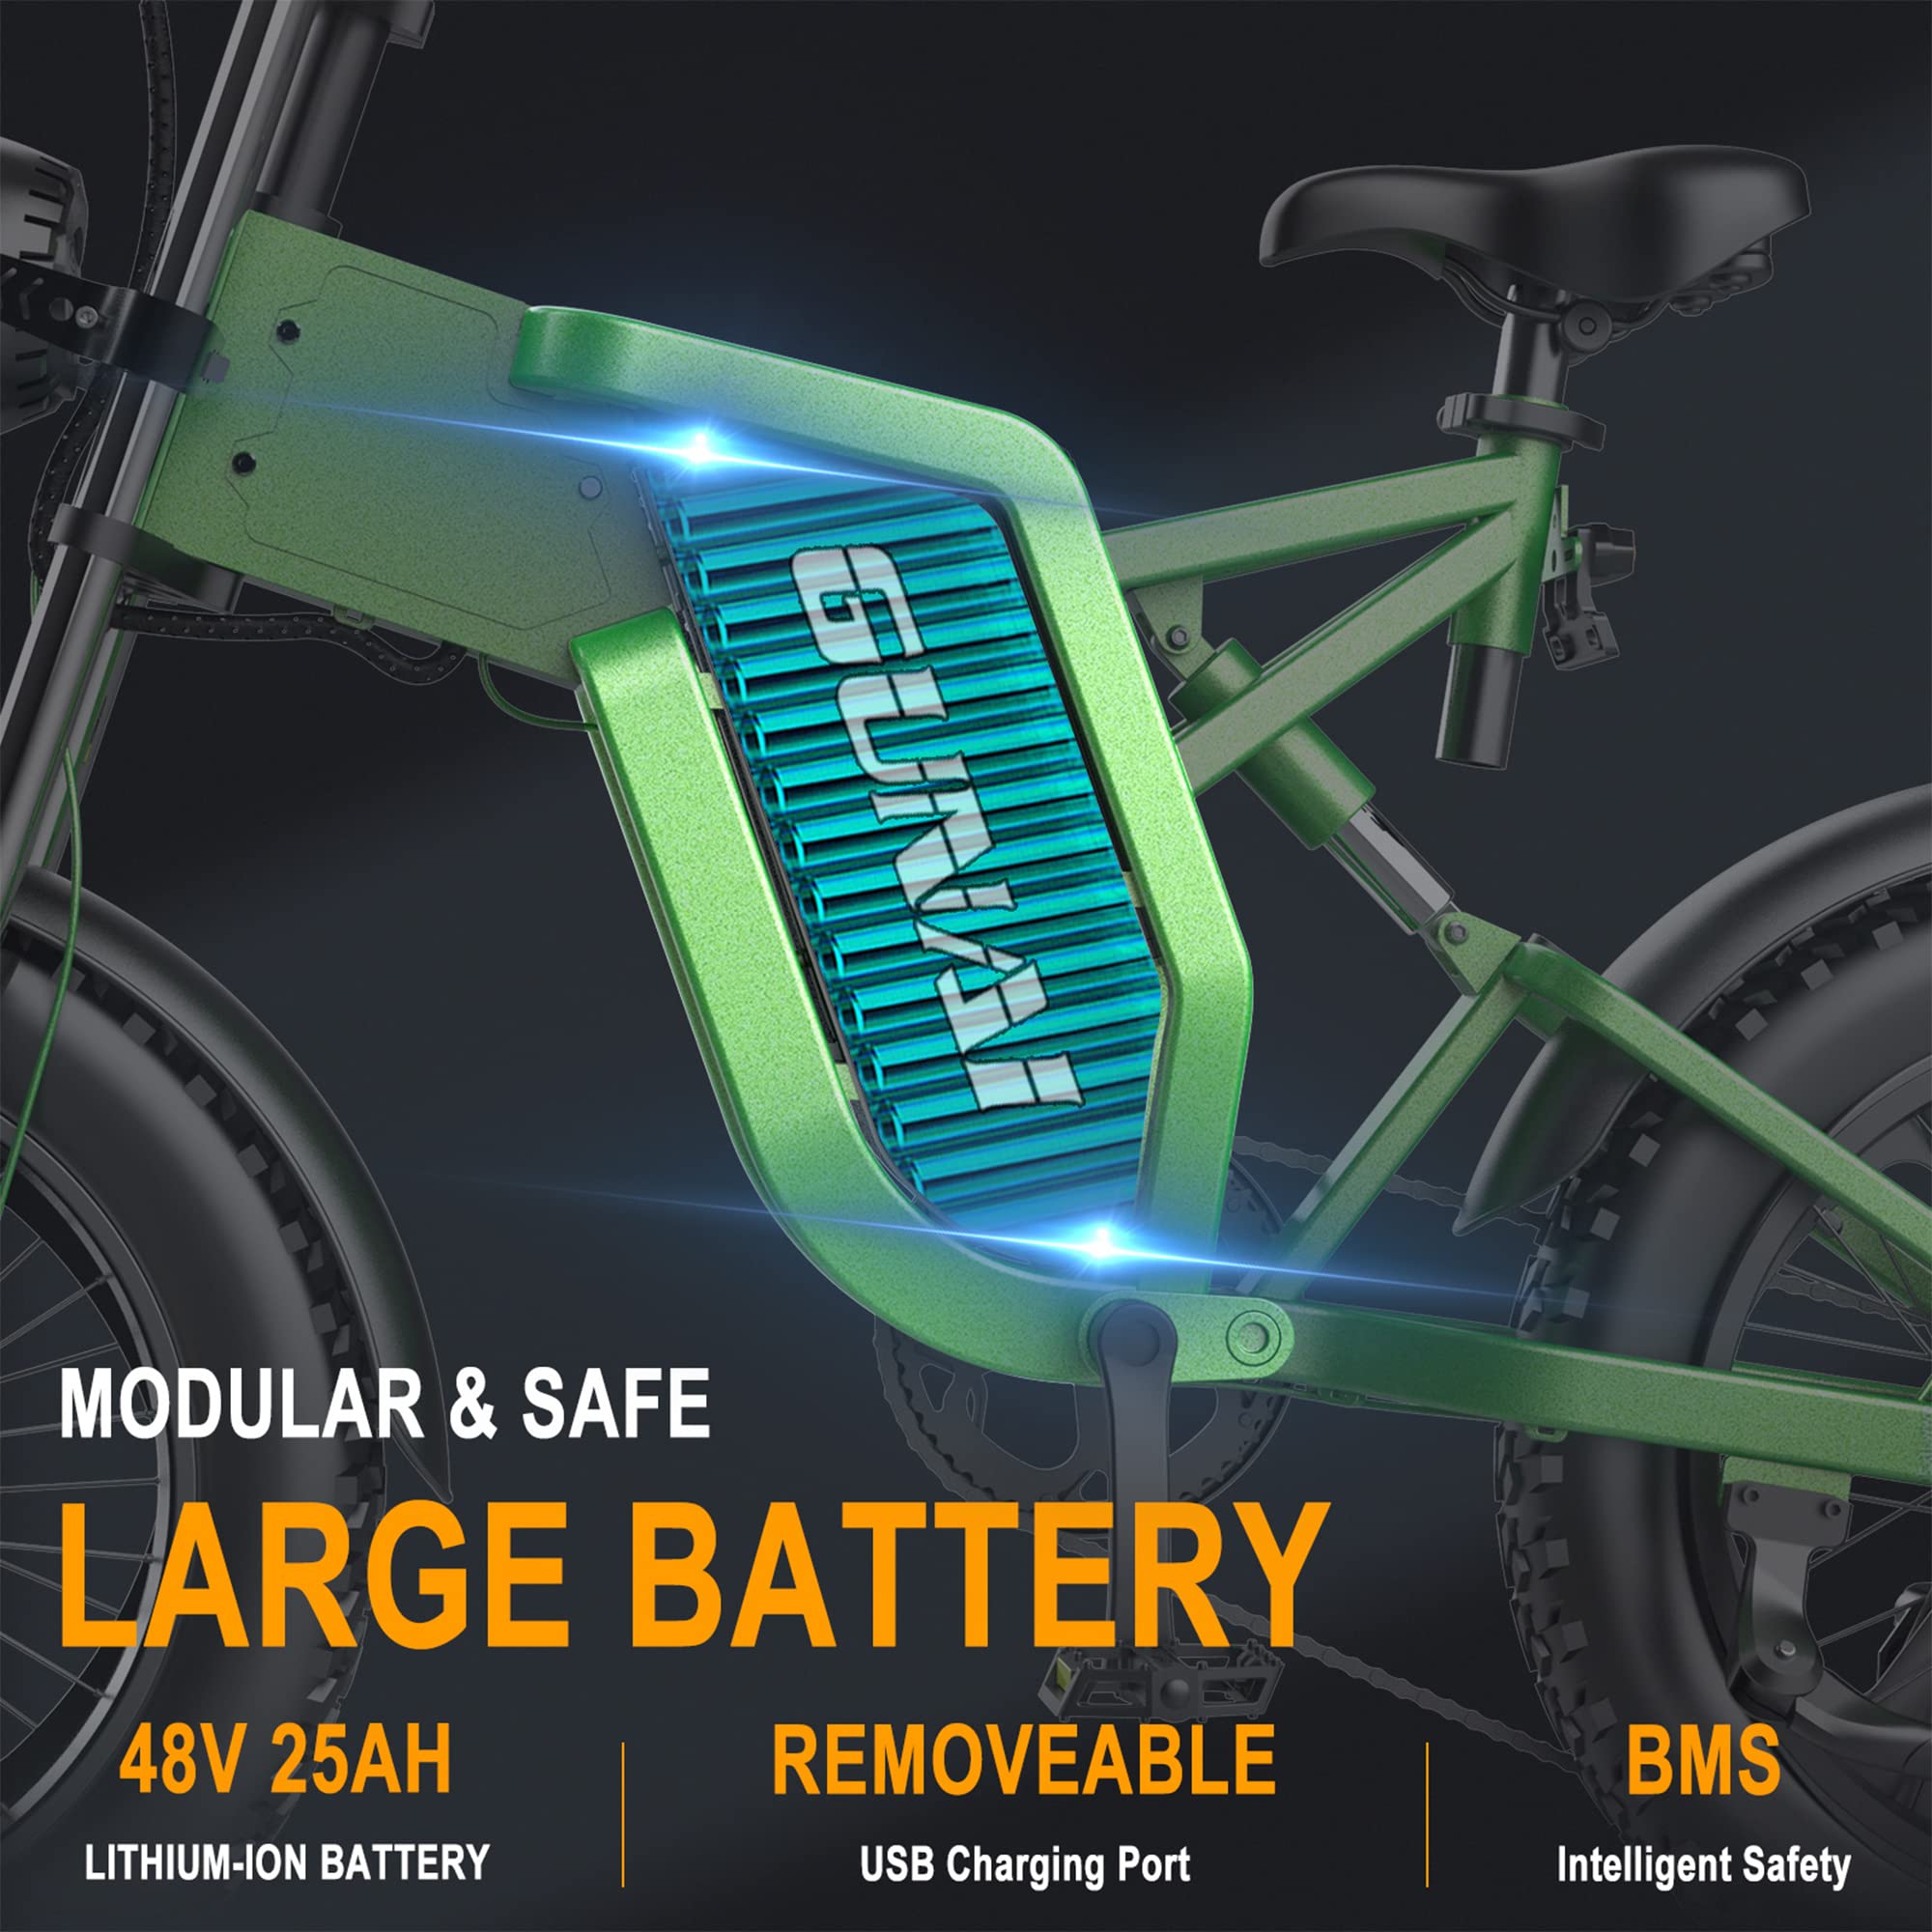 GUNAI
MODULAR & SAFE
LARGE BATTERY
48V 25AH
LITHIUM-ION BATTERY
REMOVEABLE
USB Charging Port
BMS
Intelligent Safety